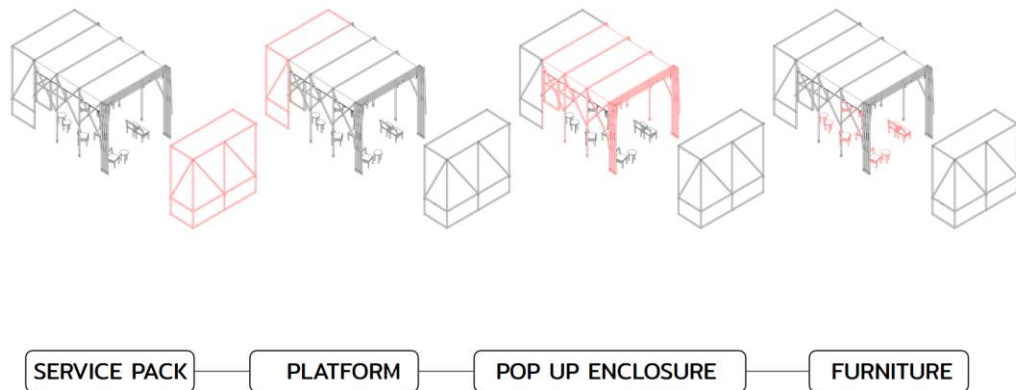 SERVICE PACK
PLATFORM
POP UP ENCLOSURE
FURNITURE